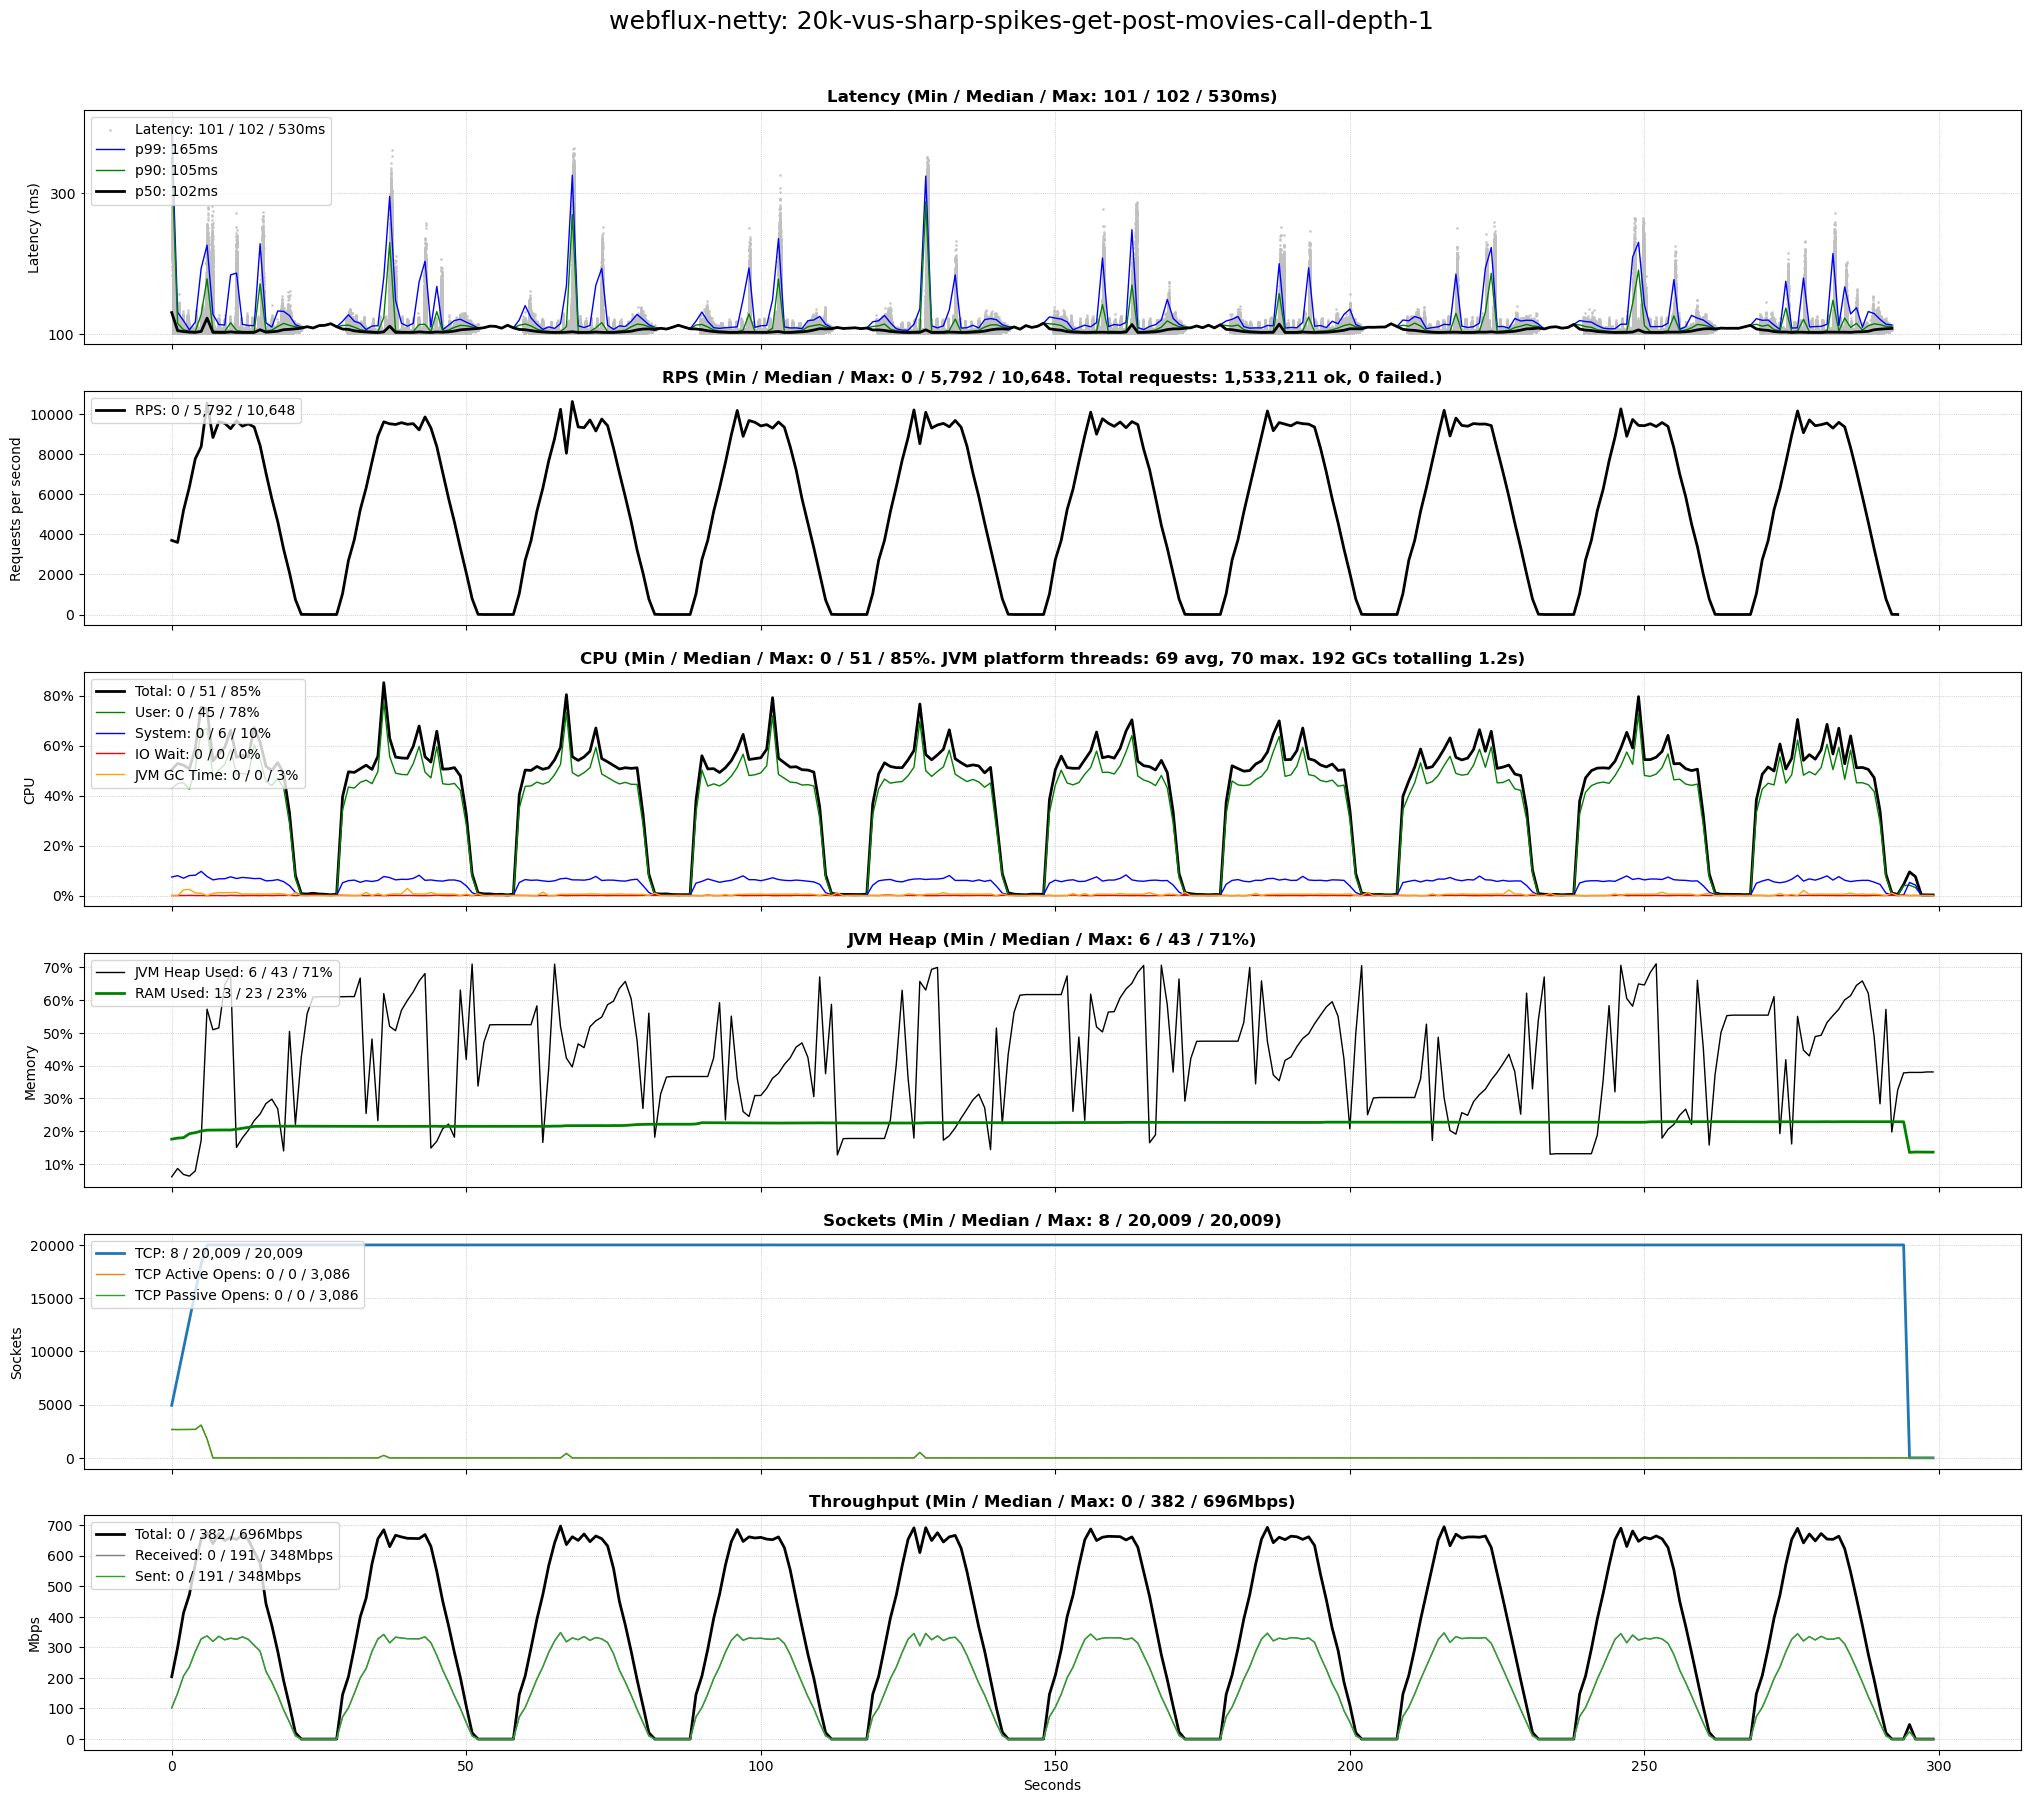 webflux-netty: 20k-vus-sharp-spikes-get-post-movies-call-depth-1
Latency (Min / Median / Max: 101 / 102 / 530ms)
Latency: 101 / 102 / 530ms
p99: 165ms
p90: 105ms
p50: 102ms
Latency (ms)
300
100
RPS (Min / Median / Max: 0 / 5,792 / 10,648. Total requests: 1,533,211 ok, 0 failed.)
RPS: 0 / 5,792 / 10,648
Requests per second
10000
8000
6000
4000
2000
0
CPU (Min / Median / Max: 0 / 51 / 85%. JVM platform threads: 69 avg, 70 max. 192 GCs totalling 1.2s)
Total: 0 / 51 / 85%
User: 0 / 45 / 78%
System: 0 / 6 / 10%
IO Wait: 0 / 0 / 0%
JVM GC Time: 0 / 0 / 3%
CPU
80%
60%
40%
20%
0%
JVM Heap (Min / Median / Max: 6 / 43 / 71%)
JVM Heap Used: 6 / 43 / 71%
RAM Used: 13 / 23 / 23%
Memory
70%
60%
50%
40%
30%
20%
10%
Sockets (Min / Median / Max: 8 / 20,009 / 20,009)
TCP: 8 / 20,009 / 20,009
TCP Active Opens: 0 / 0 / 3,086
TCP Passive Opens: 0 / 0 / 3,086
Sockets
20000
15000
10000
5000
0
Throughput (Min / Median / Max: 0 / 382 / 696Mbps)
Total: 0 / 382 / 696Mbps
Received: 0 / 191 / 348Mbps
Sent: 0 / 191 / 348Mbps
Mbps
700
600
500
400
300
200
100
0
0 50 100 150 200 250 300
Seconds